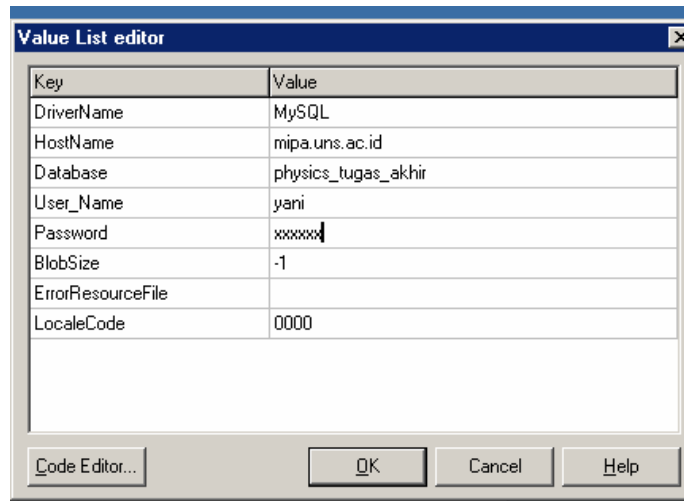 Value List editor
Key Value
DriverName MySQL
HostName mipa.uns.ac.id
Database physics_tugas_akhir
User_Name yani
Password xxxxxx
BlobSize -1
ErrorResourceFile
LocaleCode 0000
Code Editor... OK Cancel Help